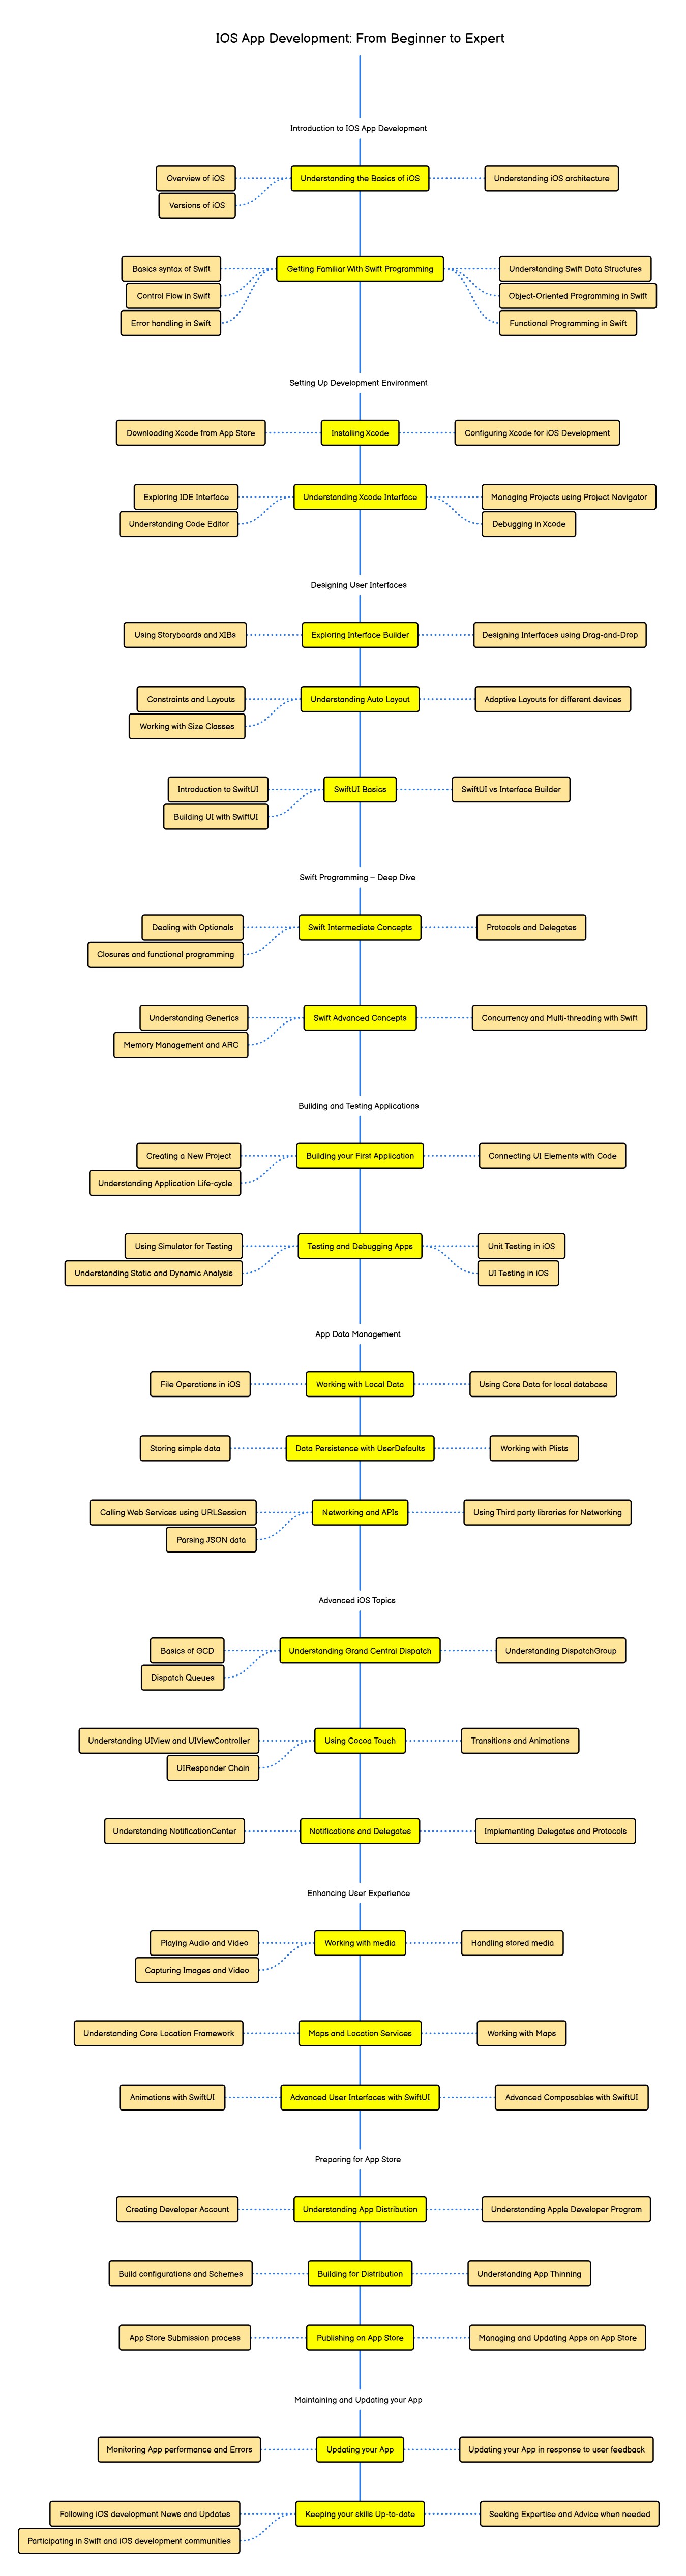 IOS App Development: From Beginner to Expert
Introduction to IOS App Development
Overview of iOS
Understanding the Basics of iOS
Understanding iOS architecture
Versions of iOS
Basics syntax of Swift
Getting Familiar With Swift Programming
Understanding Swift Data Structures
Control Flow in Swift
Object-Oriented Programming in Swift
Error handling in Swift
Functional Programming in Swift
Setting Up Development Environment
Downloading Xcode from App Store
Installing Xcode
Configuring Xcode for iOS Development
Exploring IDE Interface
Understanding Xcode Interface
Managing Projects using Project Navigator
Understanding Code Editor
Debugging in Xcode
Designing User Interfaces
Using Storyboards and XIBs
Exploring Interface Builder
Designing Interfaces using Drag-and-Drop
Constraints and Layouts
Understanding Auto Layout
Adaptive Layouts for different devices
Working with Size Classes
Introduction to SwiftUI
SwiftUI Basics
SwiftUI vs Interface Builder
Building UI with SwiftUI
Swift Programming – Deep Dive
Dealing with Optionals
Swift Intermediate Concepts
Protocols and Delegates
Closures and functional programming
Understanding Generics
Swift Advanced Concepts
Concurrency and Multi-threading with Swift
Memory Management and ARC
Building and Testing Applications
Creating a New Project
Building your First Application
Connecting UI Elements with Code
Understanding Application Life-cycle
Using Simulator for Testing
Testing and Debugging Apps
Unit Testing in iOS
Understanding Static and Dynamic Analysis
UI Testing in iOS
App Data Management
File Operations in iOS
Working with Local Data
Using Core Data for local database
Storing simple data
Data Persistence with UserDefaults
Working with Plists
Calling Web Services using URLSession
Networking and APIs
Using Third party libraries for Networking
Parsing JSON data
Advanced iOS Topics
Basics of GCD
Understanding Grand Central Dispatch
Understanding DispatchGroup
Dispatch Queues
Understanding UIView and UIViewController
Using Cocoa Touch
Transitions and Animations
UIResponder Chain
Understanding NotificationCenter
Notifications and Delegates
Implementing Delegates and Protocols
Enhancing User Experience
Playing Audio and Video
Working with media
Handling stored media
Capturing Images and Video
Understanding Core Location Framework
Maps and Location Services
Working with Maps
Animations with SwiftUI
Advanced User Interfaces with SwiftUI
Advanced Composables with SwiftUI
Preparing for App Store
Creating Developer Account
Understanding App Distribution
Understanding Apple Developer Program
Build configurations and Schemes
Building for Distribution
Understanding App Thinning
App Store Submission process
Publishing on App Store
Managing and Updating Apps on App Store
Maintaining and Updating your App
Monitoring App performance and Errors
Updating your App
Updating your App in response to user feedback
Following iOS development News and Updates
Keeping your skills Up-to-date
Seeking Expertise and Advice when needed
Participating in Swift and iOS development communities